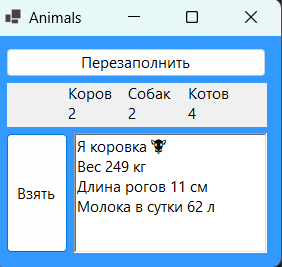 Animals
Перезаполнить
Коров Собак Котов
2 2 4
Взять
Я коровка 🐮
Вес 249 кг
Длина рогов 11 см
Молока в сутки 62 л